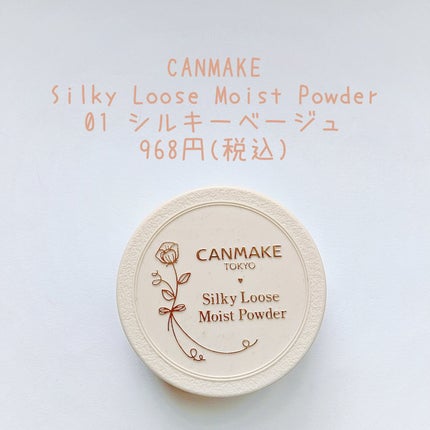 CANMAKE
Silky Loose Moist Powder
01 シルキーベージュ
968円(税込)
CANMAKE
TOKYO
Silky Loose
Moist Powder